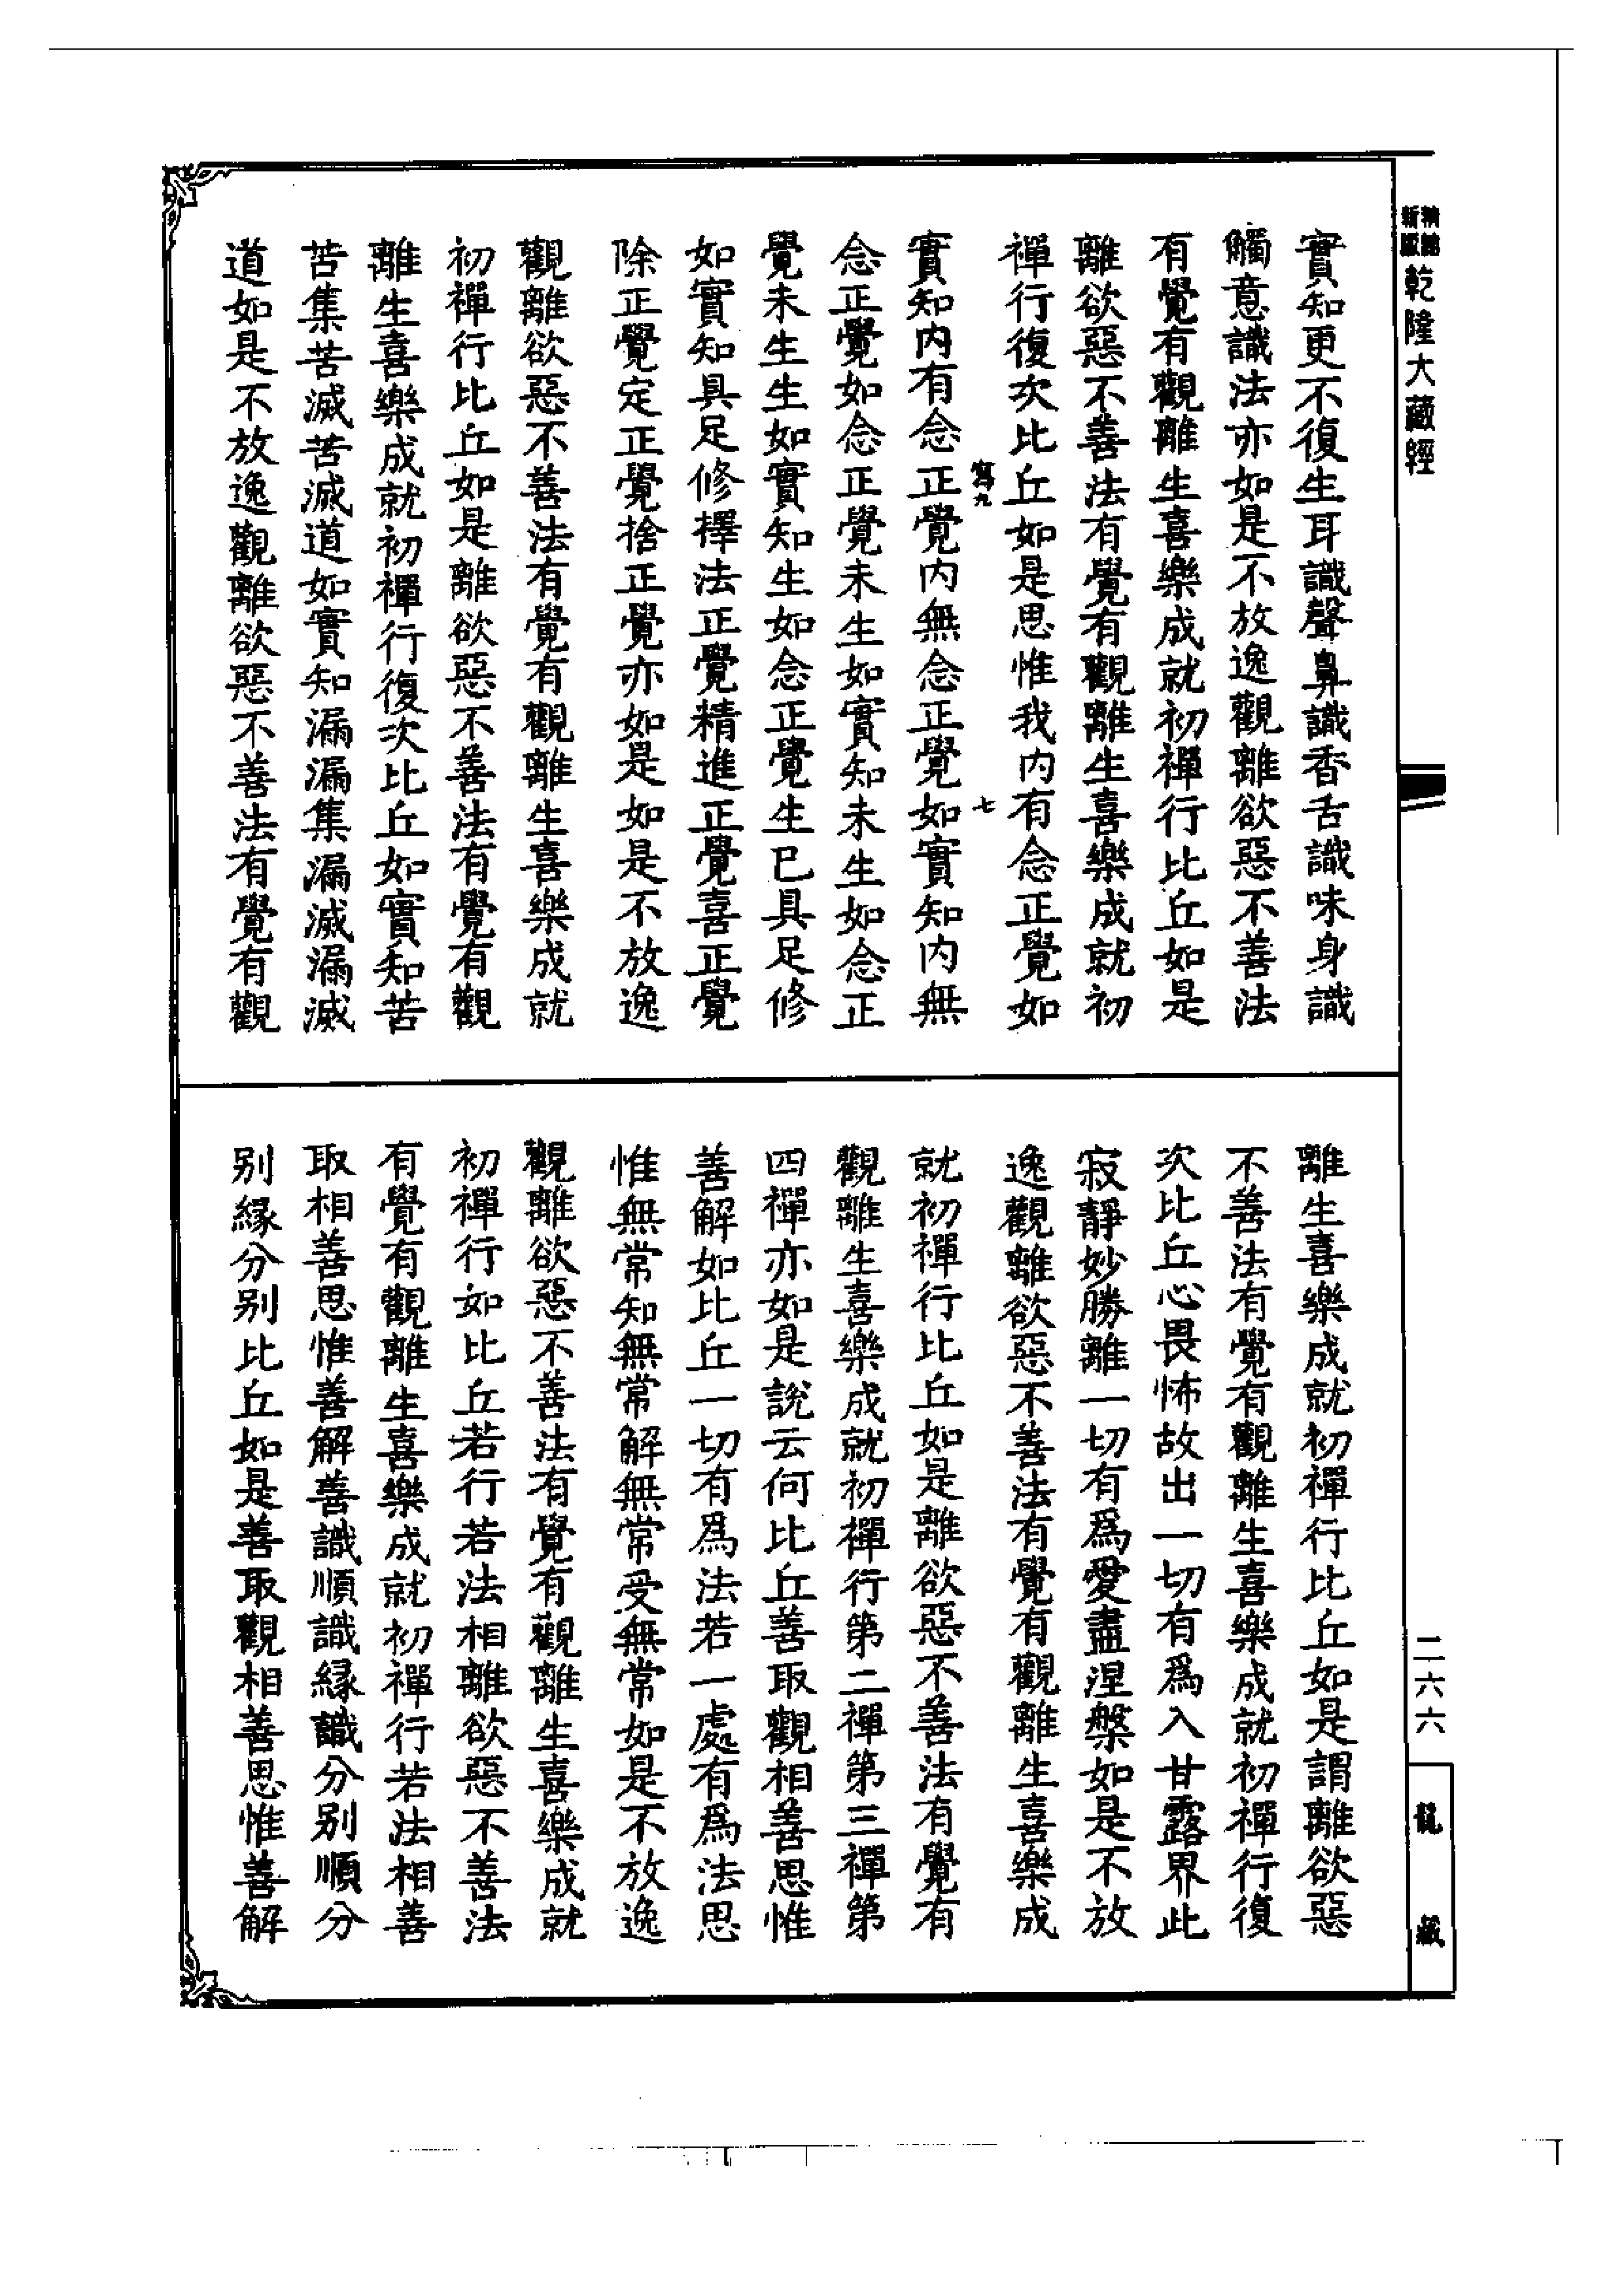 新版
精編
乾隆大藏經
實知更不復生耳識聲鼻識香舌識味身識
觸意識法亦如是不放逸觀離欲惡不善法
有覺有觀離生喜樂成就初禪行比丘如是
離欲惡不善法有覺有觀離生喜樂成就初
禪行復次比丘如是思惟我內有念正覺如
寫九
七
實知內有念正覺內無念正覺如實知內無
念正覺如念正覺未生如實知未生如念正
覺未生生如實知生如念正覺生已具足修
如實知具足修擇法正覺精進正覺喜正覺
除正覺定正覺捨正覺亦如是如是不放逸
觀離欲惡不善法有覺有觀離生喜樂成就
初禪行比丘如是離欲惡不善法有覺有觀
離生喜樂成就初禪行復次比丘如實知苦
苦集苦滅苦滅道如實知漏漏集漏滅漏滅
道如是不放逸觀離欲惡不善法有覺有觀
離生喜樂成就初禪行比丘如是謂離欲惡
不善法有覺有觀離生喜樂成就初禪行復
次比丘心畏怖故出一切有爲入甘露界此
寂靜妙勝離一切有爲愛盡涅槃如是不放
逸觀離欲惡不善法有覺有觀離生喜樂成
就初禪行比丘如是離欲惡不善法有覺有
觀離生喜樂成就初禪行第二禪第三禪第
四禪亦如是說云何比丘善取觀相善思惟
善解如比丘一切有爲法若一處有爲法思
惟無常知無常解無常受無常如是不放逸
觀離欲惡不善法有覺有觀離生喜樂成就
初禪行如比丘若行若法相離欲惡不善法
有覺有觀離生喜樂成就初禪行若法相善
取相善思惟善解善識順識緣識分別順分
別緣分別比丘如是善取觀相善思惟善解
二六六
龍藏